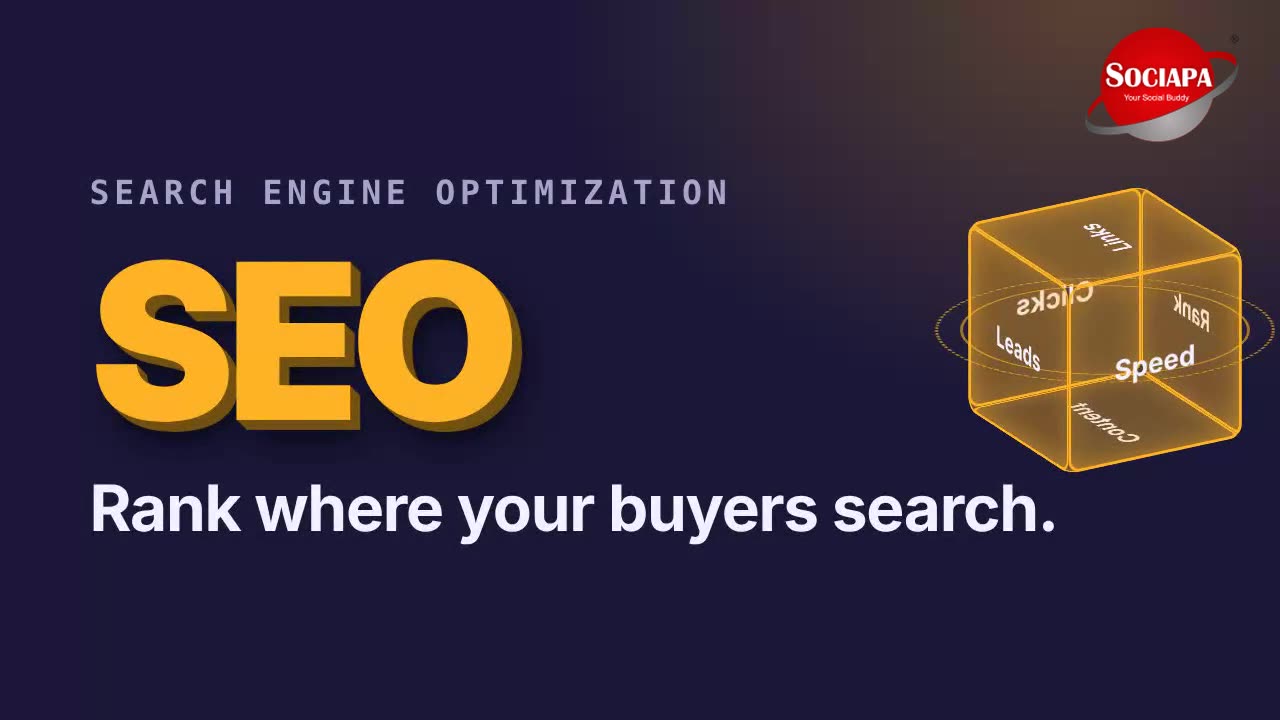 SOCIAPA
®
Your Social Buddy
SEARCH ENGINE OPTIMIZATION
SEO
Links
Clicks
Rank
Leads
Speed
Content
Rank where your buyers search.